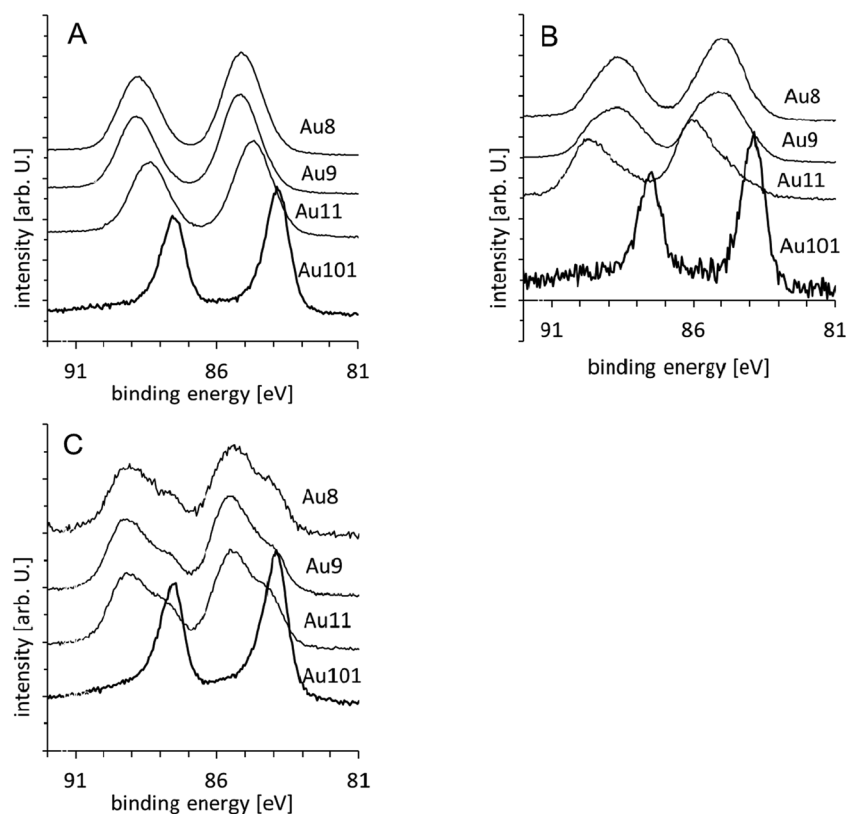 A
Au8
Au9
Au11
Au101
intensity [arb. U.]
91 86 81
binding energy [eV]
B
Au8
Au9
Au11
Au101
intensity [arb. U.]
91 86 81
binding energy [eV]
C
Au8
Au9
Au11
Au101
intensity [arb. U.]
91 86 81
binding energy [eV]